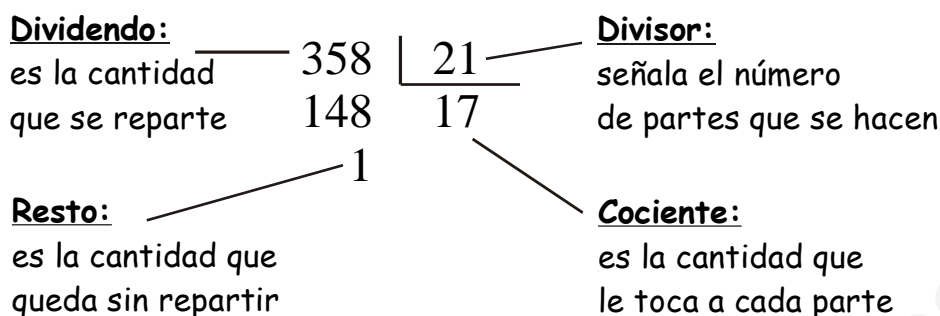 Dividendo:
es la cantidad
que se reparte
358 21
148 17
1
Divisor:
señala el número
de partes que se hacen
Resto:
es la cantidad que
queda sin repartir
Cociente:
es la cantidad que
le toca a cada parte